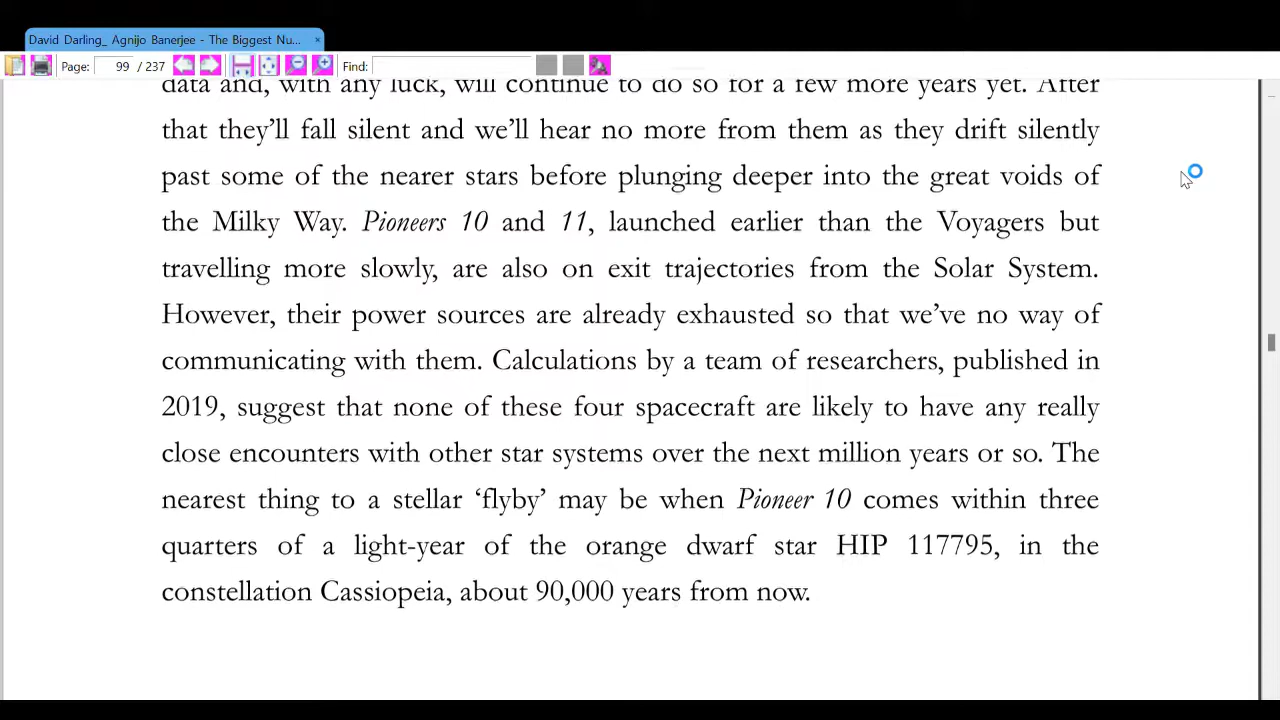 David Darling_ Agnijo Banerjee - The Biggest Nu... ×
Page: 99 / 237 Find:
data and, with any luck, will continue to do so for a few more years yet. After
that they’ll fall silent and we’ll hear no more from them as they drift silently
past some of the nearer stars before plunging deeper into the great voids of
the Milky Way. Pioneers 10 and 11, launched earlier than the Voyagers but
travelling more slowly, are also on exit trajectories from the Solar System.
However, their power sources are already exhausted so that we’ve no way of
communicating with them. Calculations by a team of researchers, published in
2019, suggest that none of these four spacecraft are likely to have any really
close encounters with other star systems over the next million years or so. The
nearest thing to a stellar ‘flyby’ may be when Pioneer 10 comes within three
quarters of a light-year of the orange dwarf star HIP 117795, in the
constellation Cassiopeia, about 90,000 years from now.